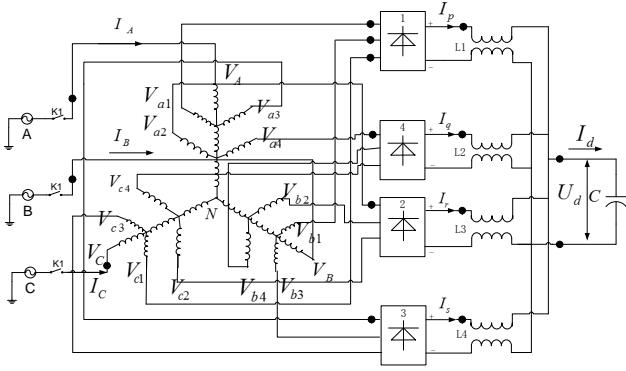 I_A
1
+
I_p
L1
−
V_A
V_a1
V_a3
K1
A
V_a2
I_B
V_a4
4
+
I_q
L2
−
I_d
V_c4
K1
B
N
V_b2
2
+
I_r
U_d
C
V_c3
V_b1
L3
−
V_C
K1
C
I_C
V_c1
V_c2
V_b4
V_b3
V_B
3
+
I_s
L4
−